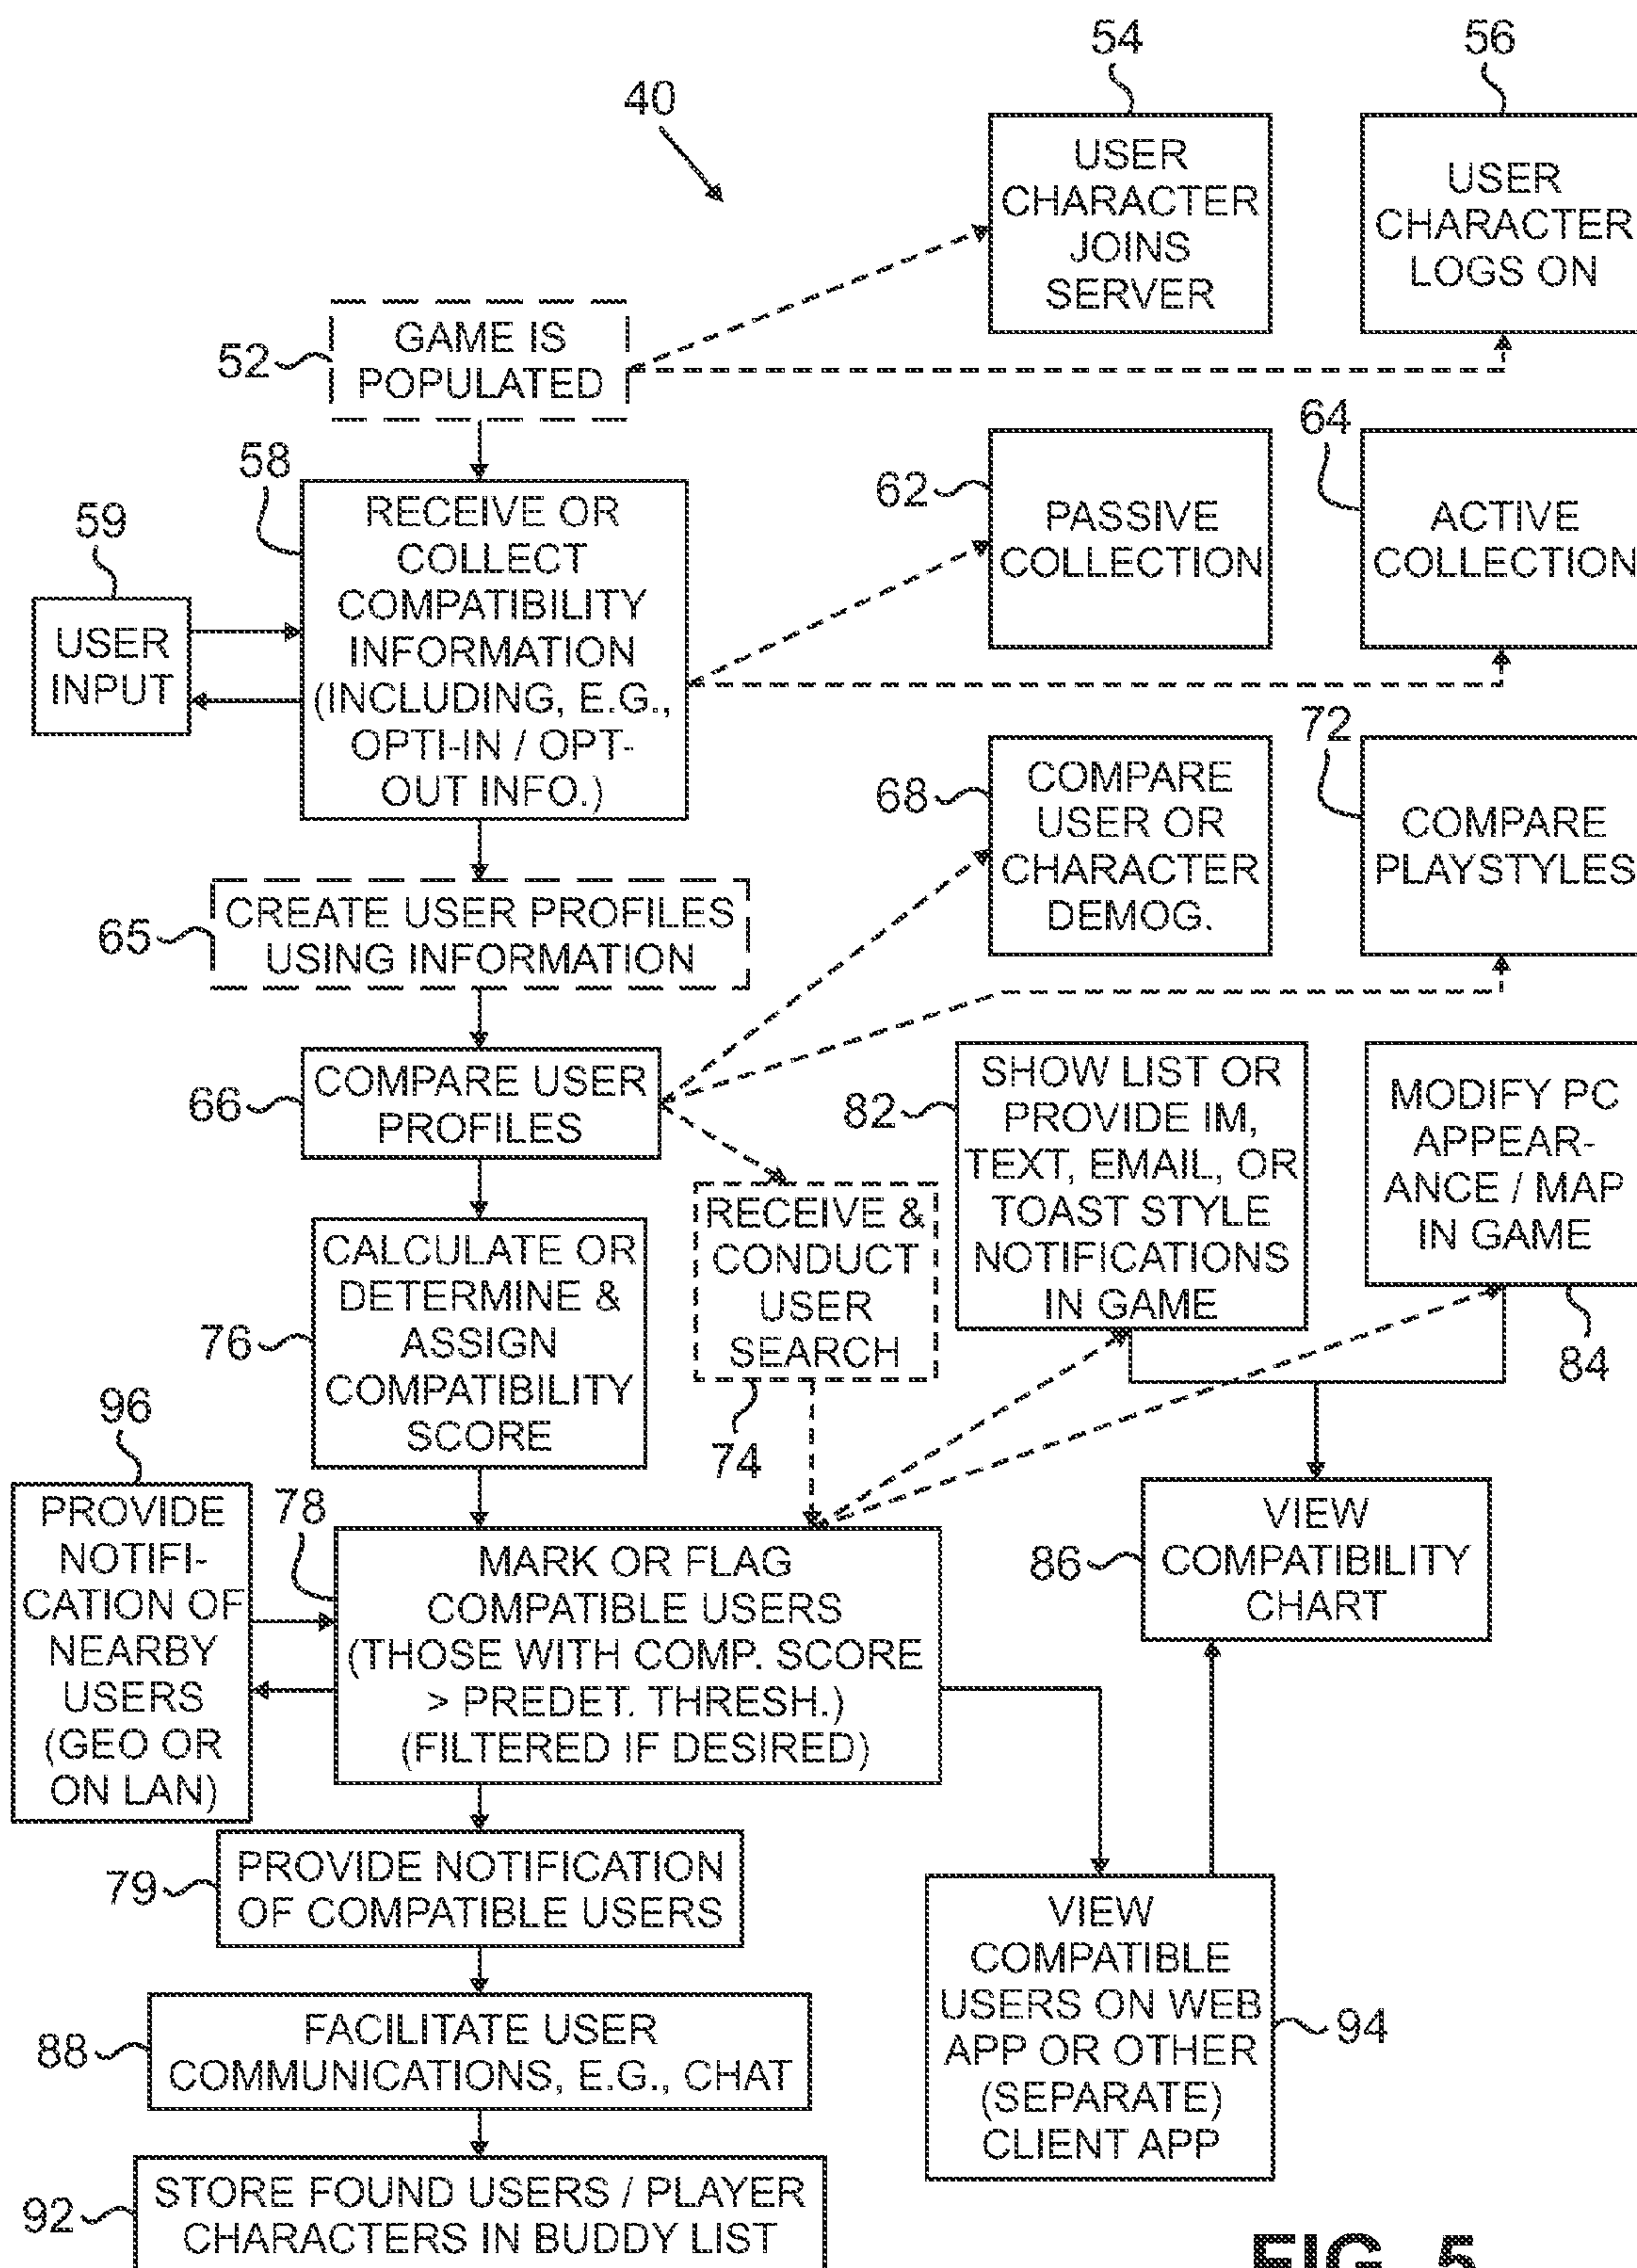 54
56
40
USER
CHARACTER
JOINS
SERVER
USER
CHARACTER
LOGS ON
52
GAME IS
POPULATED
58
59
USER
INPUT
RECEIVE OR
COLLECT
COMPATIBILITY
INFORMATION
(INCLUDING, E.G.,
OPTI-IN / OPT-
OUT INFO.)
62
PASSIVE
COLLECTION
64
ACTIVE
COLLECTION
65
CREATE USER PROFILES
USING INFORMATION
68
COMPARE
USER OR
CHARACTER
DEMOG.
72
COMPARE
PLAYSTYLES
66
COMPARE USER
PROFILES
82
SHOW LIST OR
PROVIDE IM,
TEXT, EMAIL, OR
TOAST STYLE
NOTIFICATIONS
IN GAME
MODIFY PC
APPEAR-
ANCE / MAP
IN GAME
84
76
CALCULATE OR
DETERMINE &
ASSIGN
COMPATIBILITY
SCORE
RECEIVE &
CONDUCT
USER
SEARCH
74
96
PROVIDE
NOTIFI-
CATION OF
NEARBY
USERS
(GEO OR
ON LAN)
78
MARK OR FLAG
COMPATIBLE USERS
(THOSE WITH COMP. SCORE
> PREDET. THRESH.)
(FILTERED IF DESIRED)
86
VIEW
COMPATIBILITY
CHART
79
PROVIDE NOTIFICATION
OF COMPATIBLE USERS
VIEW
COMPATIBLE
USERS ON WEB
APP OR OTHER
(SEPARATE)
CLIENT APP
94
88
FACILITATE USER
COMMUNICATIONS, E.G., CHAT
92
STORE FOUND USERS / PLAYER
CHARACTERS IN BUDDY LIST
FIG. 5